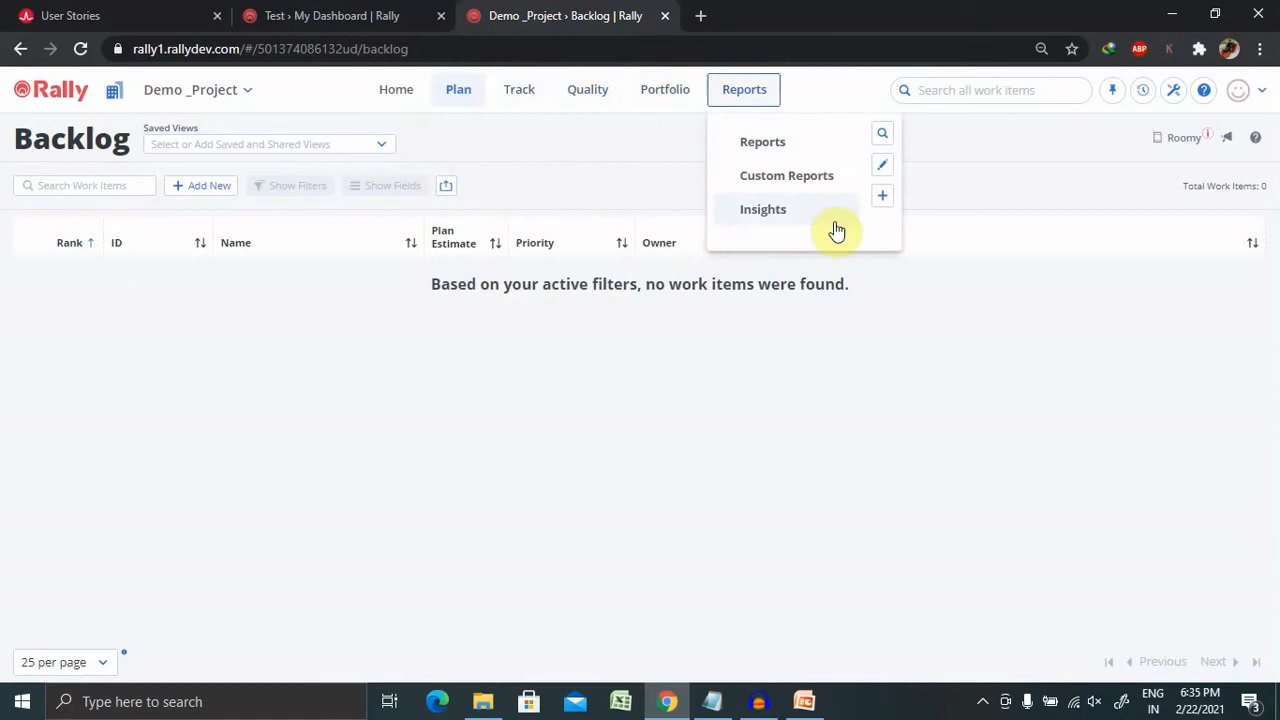 User Stories
Test › My Dashboard | Rally
Demo _Project › Backlog | Rally
rally1.rallydev.com/#/501374086132ud/backlog
ABP
K
Rally
Demo _Project
Home
Plan
Track
Quality
Portfolio
Reports
Search all work items
Backlog
Saved Views
Select or Add Saved and Shared Views
Reports
Custom Reports
Insights
Roomy
Search Work Items
Add New
Show Filters
Show Fields
Total Work Items: 0
Rank
ID
Name
Plan
Estimate
Priority
Owner
Based on your active filters, no work items were found.
25 per page
Previous
Next
Type here to search
ENG
IN
6:35 PM
2/22/2021
3